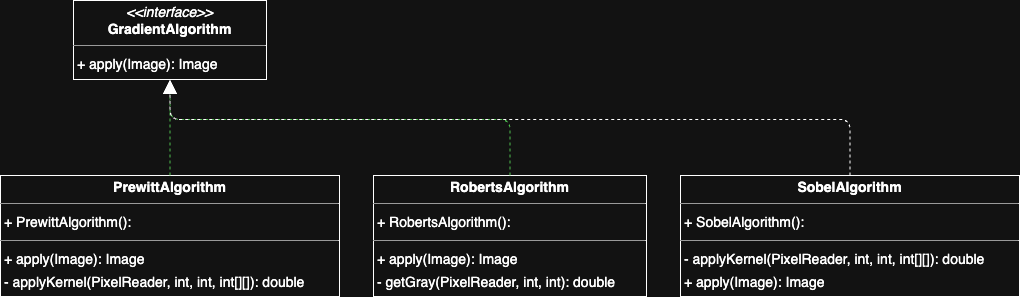 <<interface>>
GradientAlgorithm
+ apply(Image): Image
PrewittAlgorithm
+ PrewittAlgorithm():
+ apply(Image): Image
- applyKernel(PixelReader, int, int, int[][]): double
RobertsAlgorithm
+ RobertsAlgorithm():
+ apply(Image): Image
- getGray(PixelReader, int, int): double
SobelAlgorithm
+ SobelAlgorithm():
- applyKernel(PixelReader, int, int, int[][]): double
+ apply(Image): Image